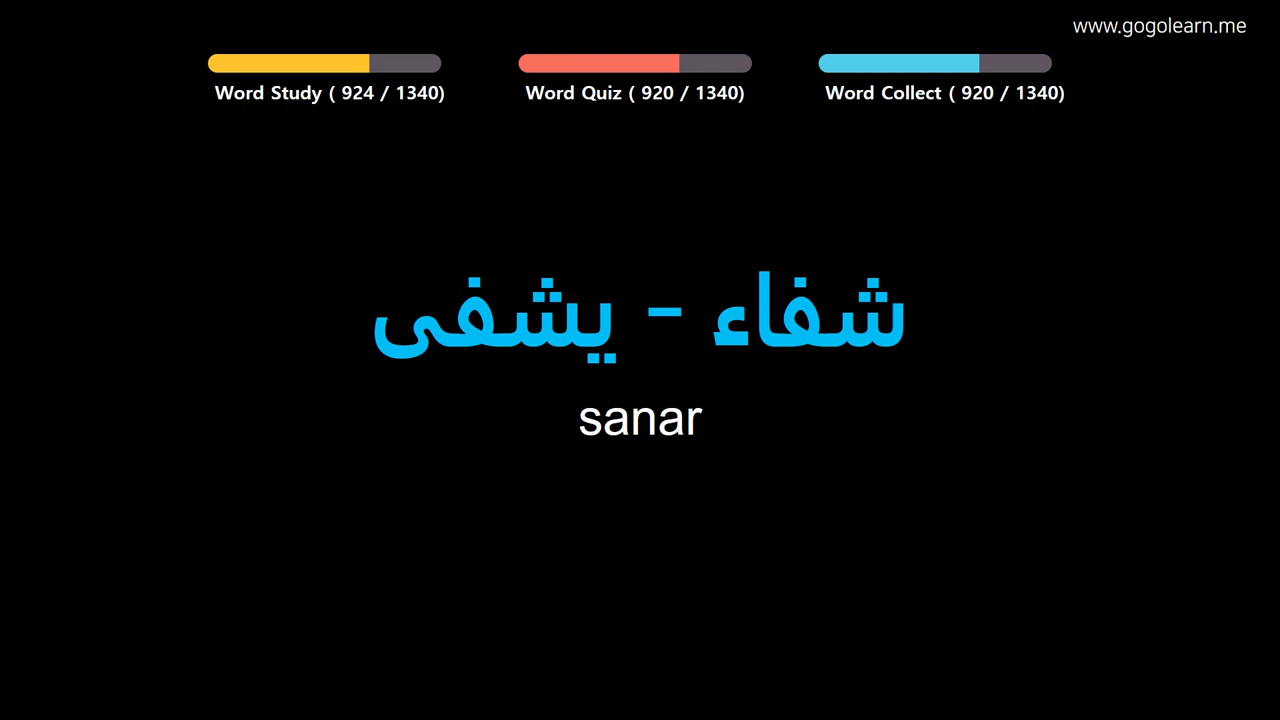 www.gogolearn.me
Word Study ( 924 / 1340)
Word Quiz ( 920 / 1340)
Word Collect ( 920 / 1340)
شفاء - يشفى
sanar